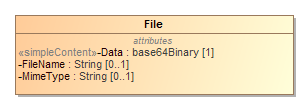 File
attributes
«simpleContent»-Data : base64Binary [1]
-FileName : String [0..1]
-MimeType : String [0..1]